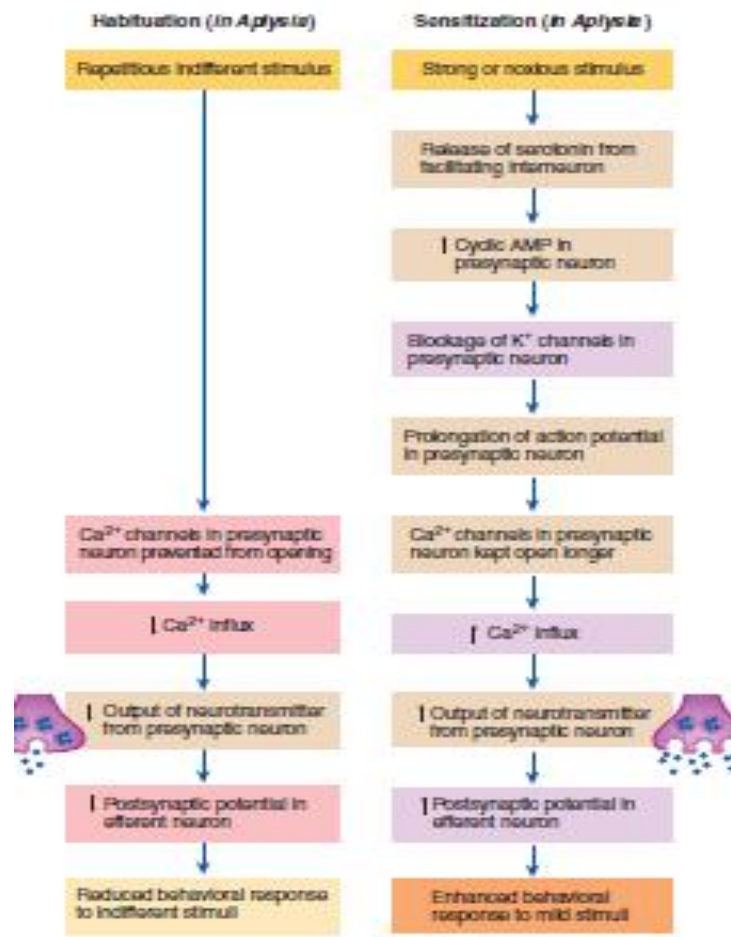 Habituation (in Aplysia)
Repetitious indifferent stimulus
Ca²⁺ channels in presynaptic
neuron prevented from opening
↓ Ca²⁺ influx
↓ Output of neurotransmitter
from presynaptic neuron
↓ Postsynaptic potential in
efferent neuron
Reduced behavioral response
to indifferent stimuli
Sensitization (in Aplysia)
Strong or noxious stimulus
Release of serotonin from
facilitating interneuron
↑ Cyclic AMP in
presynaptic neuron
Blockage of K⁺ channels in
presynaptic neuron
Prolongation of action potential
in presynaptic neuron
Ca²⁺ channels in presynaptic
neuron kept open longer
↑ Ca²⁺ influx
↑ Output of neurotransmitter
from presynaptic neuron
↑ Postsynaptic potential in
efferent neuron
Enhanced behavioral
response to mild stimuli